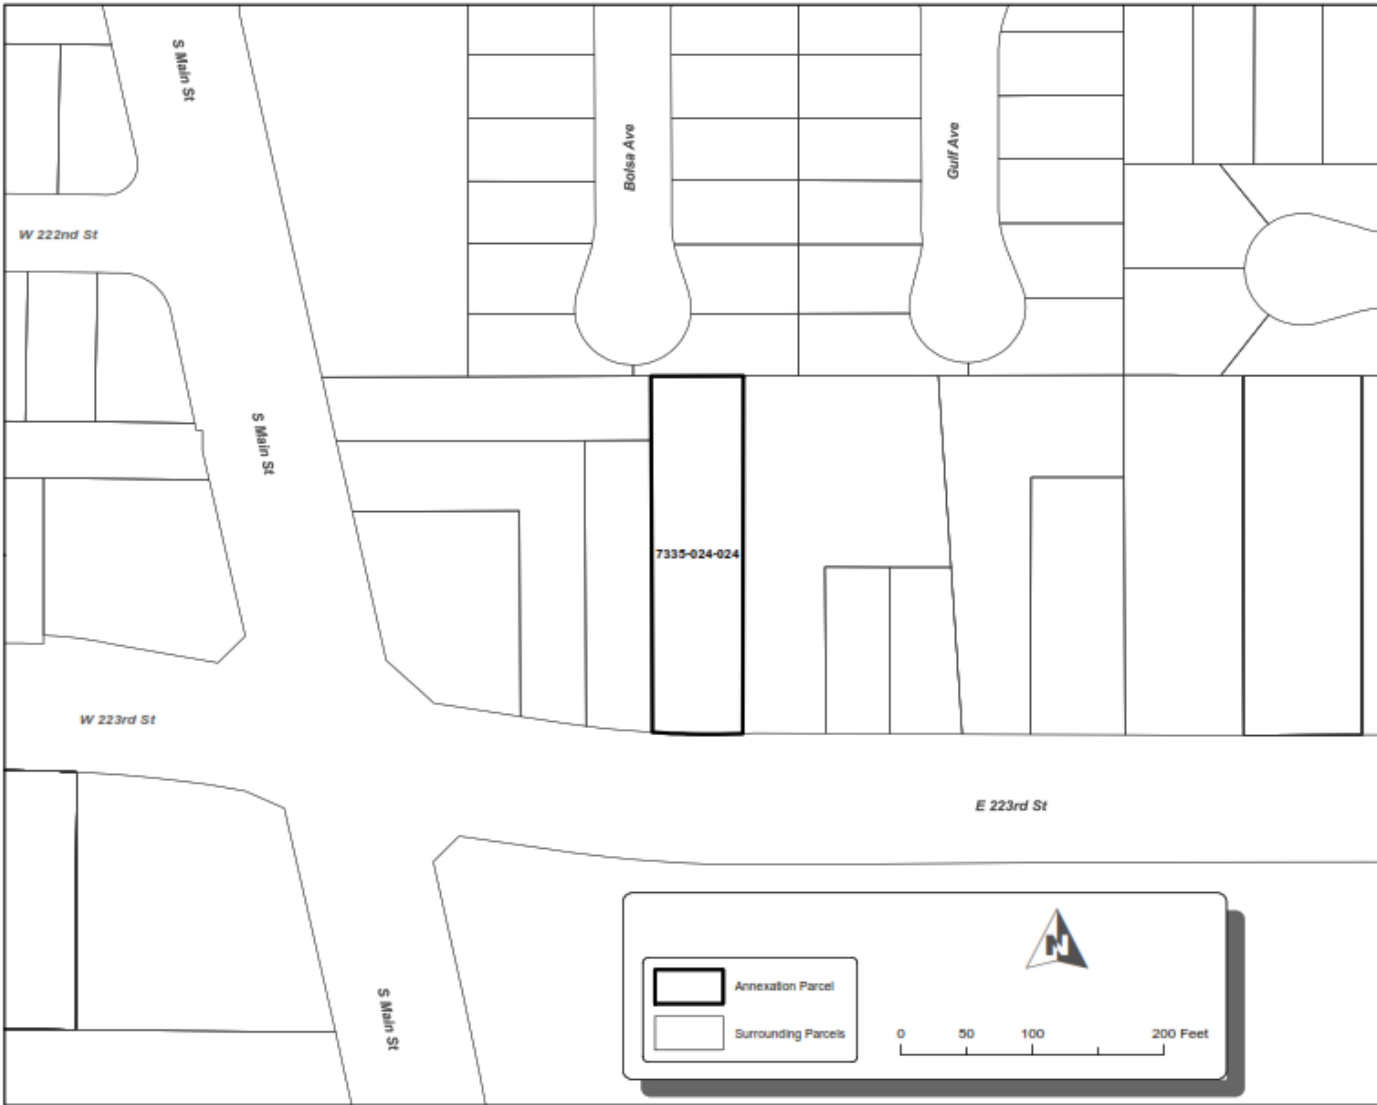 S Main St
Bolsa Ave
Gulf Ave
W 222nd St
S Main St
7335-024-024
W 223rd St
E 223rd St
N
Annexation Parcel
Surrounding Parcels
0 50 100 200 Feet
S Main St